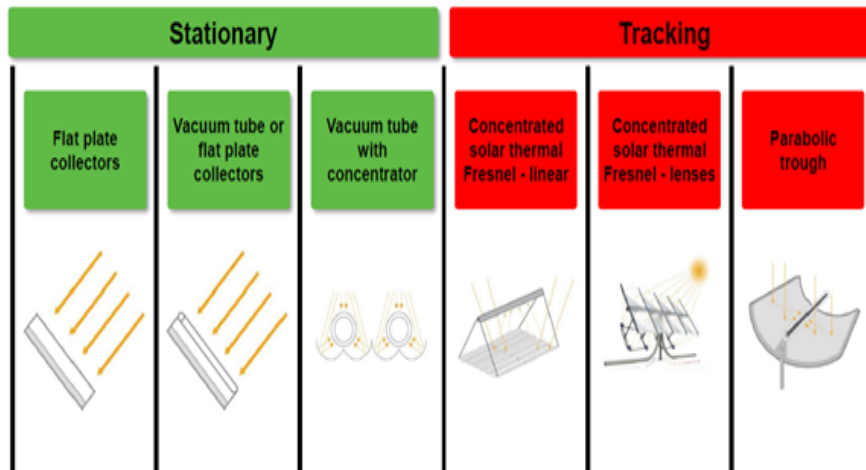 Stationary
Tracking
Flat plate
collectors
Vacuum tube or
flat plate
collectors
Vacuum tube
with
concentrator
Concentrated
solar thermal
Fresnel - linear
Concentrated
solar thermal
Fresnel - lenses
Parabolic
trough